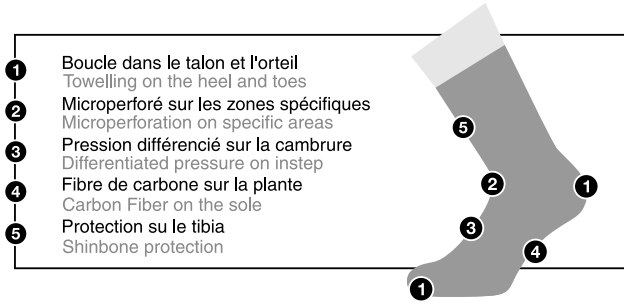 1 Boucle dans le talon et l'orteil
Towelling on the heel and toes
2 Microperforé sur les zones spécifiques
Microperforation on specific areas
3 Pression différencié sur la cambrure
Differentiated pressure on instep
4 Fibre de carbone sur la plante
Carbon Fiber on the sole
5 Protection su le tibia
Shinbone protection
5
2
1
3
4
1